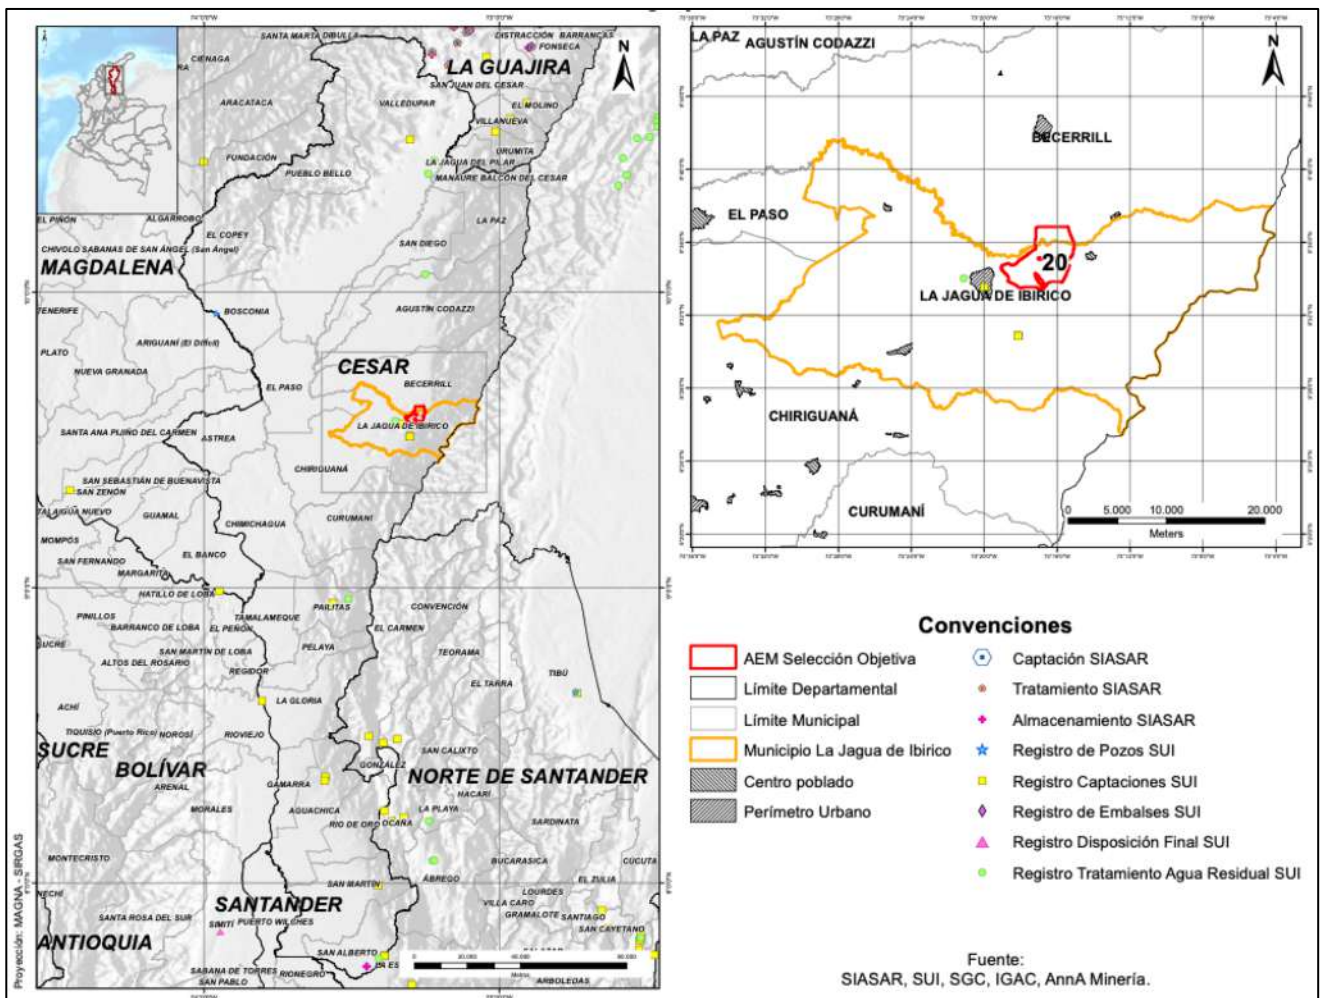 SANTA MARTA DIBULLA
DISTRACCIÓN BARRANCAS
FONSECA
CIENAGA
LA GUAJIRA
SAN JUAN DEL CESAR
ARACATACA
VALLEDUPAR
EL MOLINO
VILLANUEVA
URUMITA
FUNDACIÓN
LA JAGUA DEL PILAR
PUEBLO BELLO
MANAURE BALCÓN DEL CESAR
EL PIÑÓN
ALGARROBO
LA PAZ
EL COPEY
SAN DIEGO
CHIVOLO SABANAS DE SAN ÁNGEL (San Ángel)
MAGDALENA
TENERIFE
BOSCONIA
AGUSTÍN CODAZZI
ARIGUANÍ (El Difícil)
PLATO
NUEVA GRANADA
CESAR
EL PASO
BECERRILL
LA JAGUA DE IBIRICO
SANTA ANA PIJIÑO DEL CARMEN
ASTREA
CHIRIGUANÁ
SAN SEBASTIÁN DE BUENAVISTA
SAN ZENÓN
TALAIGUA NUEVO
GUAMAL
CHIMICHAGUA
CURUMANÍ
MOMPÓS
EL BANCO
SAN FERNANDO
MARGARITA
HATILLO DE LOBA
PAILITAS
CONVENCIÓN
PINILLOS
TAMALAMEQUE
BARRANCO DE LOBA
EL PEÑÓN
EL CARMEN
SUCRE
SAN MARTÍN DE LOBA
PELAYA
TEORAMA
ALTOS DEL ROSARIO
REGIDOR
TIBÚ
EL TARRA
ACHÍ
LA GLORIA
TIQUISIO (Puerto Rico)
NOROSÍ
RIOVIEJO
SUCRE
SAN CALIXTO
BOLÍVAR
GONZÁLEZ
NORTE DE SANTANDER
ARENAL
GAMARRA
HACARÍ
MORALES
AGUACHICA
LA PLAYA
RIO DE ORO
OCAÑA
SARDINATA
MONTECRISTO
BUCARASICA
CÚCUTA
ÁBREGO
EL ZULIA
SAN MARTÍN
LOURDES
VILLA CARO
SANTANDER
GRAMALOTE
SANTIAGO
SANTA ROSA DEL SUR
SIMITÍ
PUERTO WILCHES
SAN CAYETANO
ANTIOQUIA
SAN ALBERTO
SABANA DE TORRES
RIONEGRO
SAN PABLO
ARBOLEDAS
N
Proyección: MAGNA - SIRGAS
LA PAZ
AGUSTÍN CODAZZI
N
BECERRILL
EL PASO
20
LA JAGUA DE IBIRICO
CHIRIGUANÁ
CURUMANÍ
0 5.000 10.000 20.000
Meters
Convenciones
AEM Selección Objetiva
Límite Departamental
Límite Municipal
Municipio La Jagua de Ibirico
Centro poblado
Perímetro Urbano
Captación SIASAR
Tratamiento SIASAR
Almacenamiento SIASAR
Registro de Pozos SUI
Registro Captaciones SUI
Registro de Embalses SUI
Registro Disposición Final SUI
Registro Tratamiento Agua Residual SUI
Fuente:
SIASAR, SUI, SGC, IGAC, AnnA Minería.